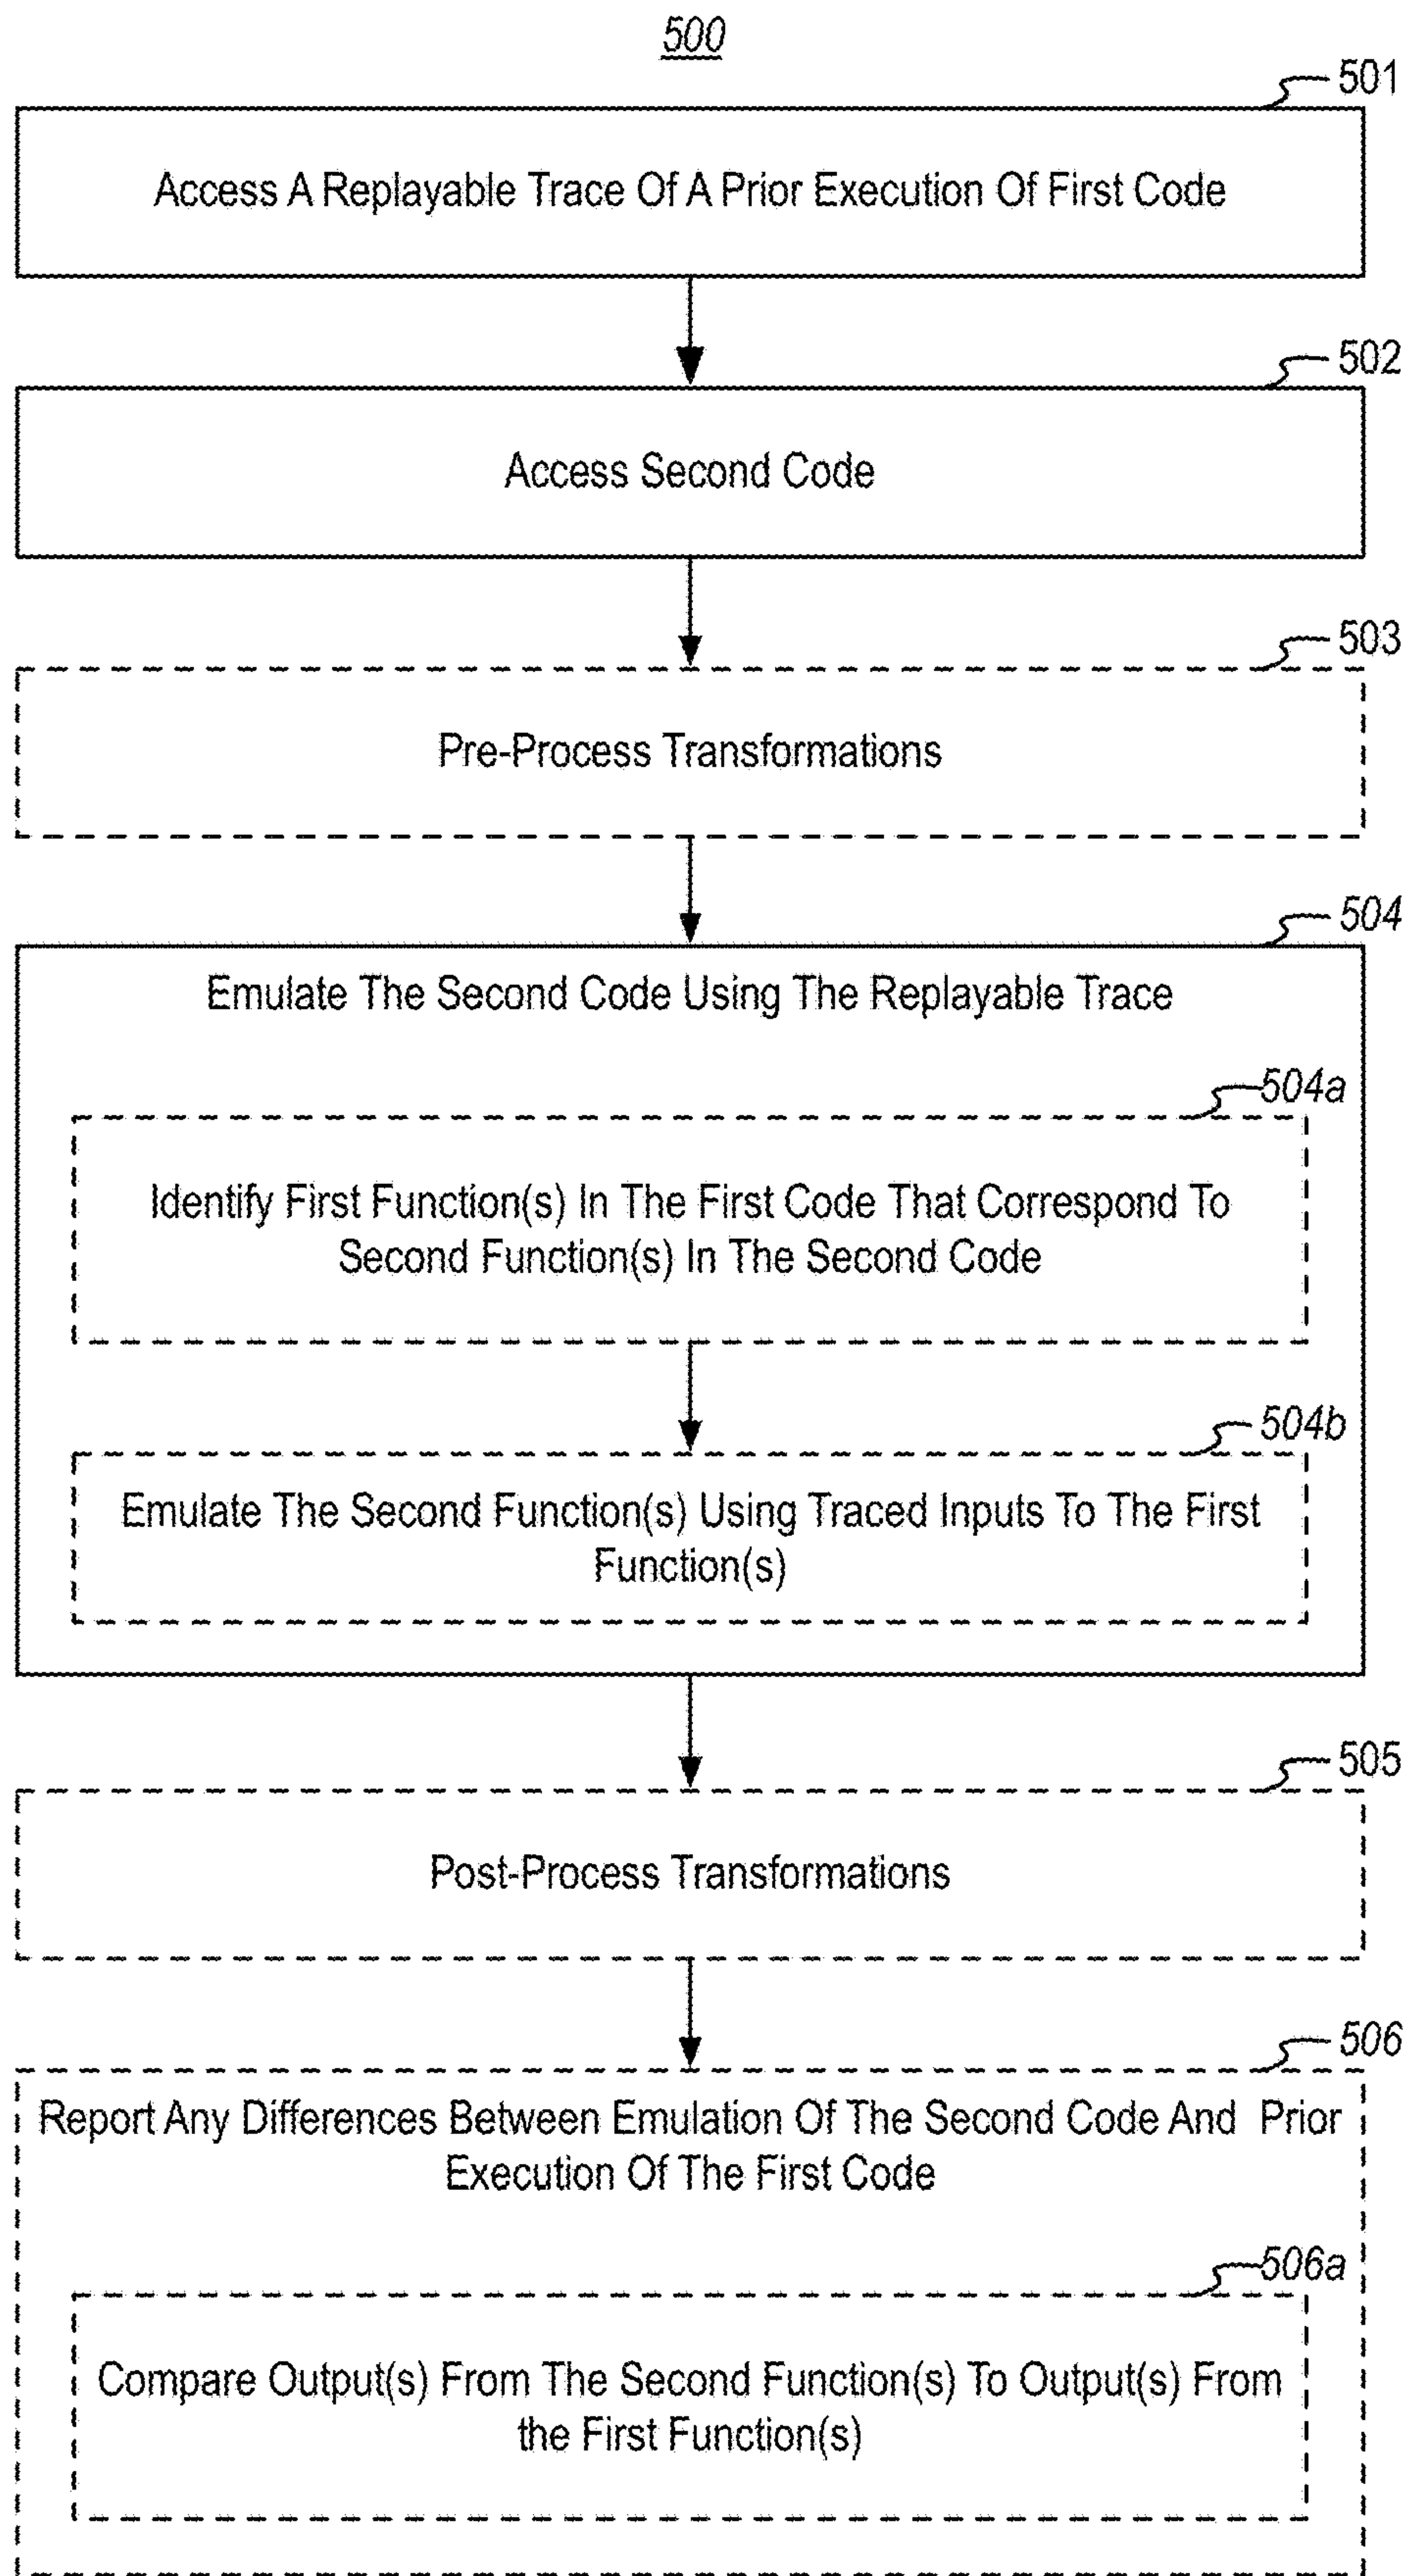 500
501
Access A Replayable Trace Of A Prior Execution Of First Code
502
Access Second Code
503
Pre-Process Transformations
504
Emulate The Second Code Using The Replayable Trace
504a
Identify First Function(s) In The First Code That Correspond To
Second Function(s) In The Second Code
504b
Emulate The Second Function(s) Using Traced Inputs To The First
Function(s)
505
Post-Process Transformations
506
Report Any Differences Between Emulation Of The Second Code And Prior
Execution Of The First Code
506a
Compare Output(s) From The Second Function(s) To Output(s) From
the First Function(s)